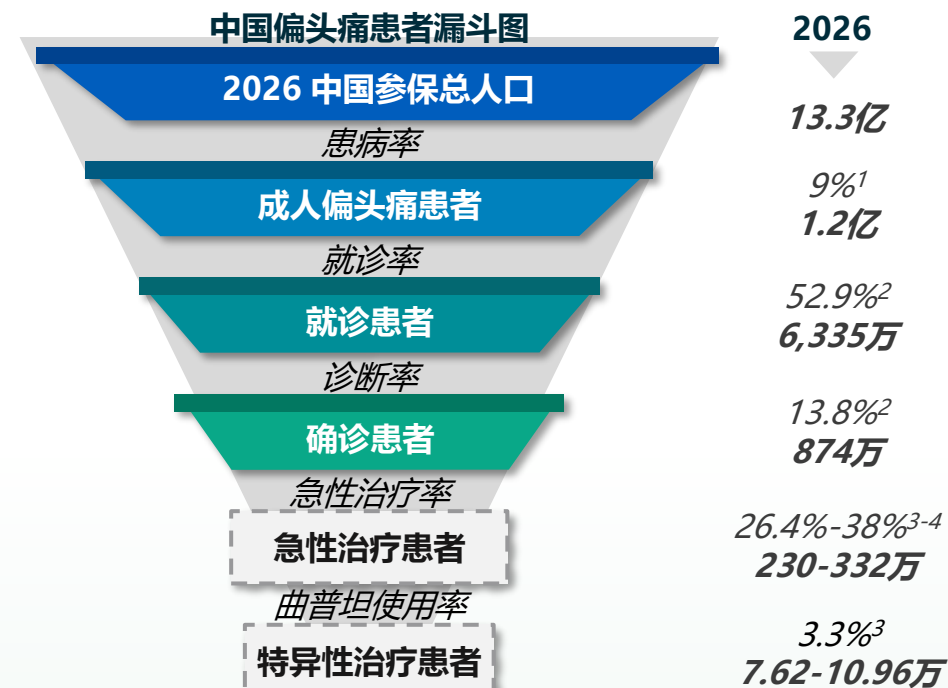 中国偏头痛患者漏斗图
2026
2026 中国参保总人口
13.3亿
患病率
9%1
成人偏头痛患者
1.2亿
就诊率
52.9%2
就诊患者
6,335万
诊断率
13.8%2
确诊患者
874万
急性治疗率
26.4%-38%3-4
急性治疗患者
230-332万
曲普坦使用率
3.3%3
特异性治疗患者
7.62-10.96万